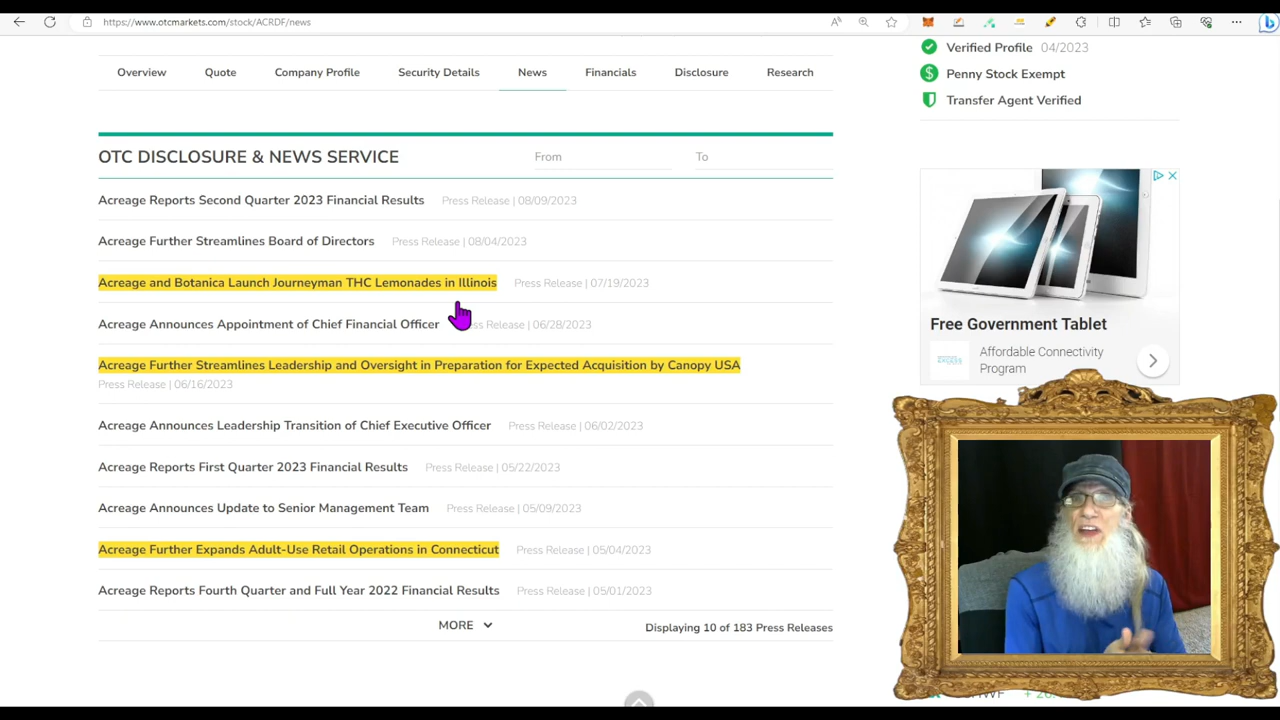 https://www.otcmarkets.com/stock/ACRDF/news
Overview Quote Company Profile Security Details News Financials Disclosure Research
OTC DISCLOSURE & NEWS SERVICE From To
Acreage Reports Second Quarter 2023 Financial Results Press Release | 08/09/2023
Acreage Further Streamlines Board of Directors Press Release | 08/04/2023
Acreage and Botanica Launch Journeyman THC Lemonades in Illinois Press Release | 07/19/2023
Acreage Announces Appointment of Chief Financial Officer Release | 06/28/2023
Acreage Further Streamlines Leadership and Oversight in Preparation for Expected Acquisition by Canopy USA
Press Release | 06/16/2023
Acreage Announces Leadership Transition of Chief Executive Officer Press Release | 06/02/2023
Acreage Reports First Quarter 2023 Financial Results Press Release | 05/22/2023
Acreage Announces Update to Senior Management Team Press Release | 05/09/2023
Acreage Further Expands Adult-Use Retail Operations in Connecticut Press Release | 05/04/2023
Acreage Reports Fourth Quarter and Full Year 2022 Financial Results Press Release | 05/01/2023
MORE
Displaying 10 of 183 Press Releases
Verified Profile 04/2023
Penny Stock Exempt
Transfer Agent Verified
Free Government Tablet
Affordable Connectivity
Program